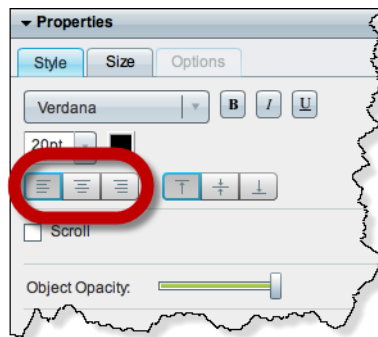 Properties
Style Size Options
Verdana B I U
20pt
Scroll
Object Opacity: